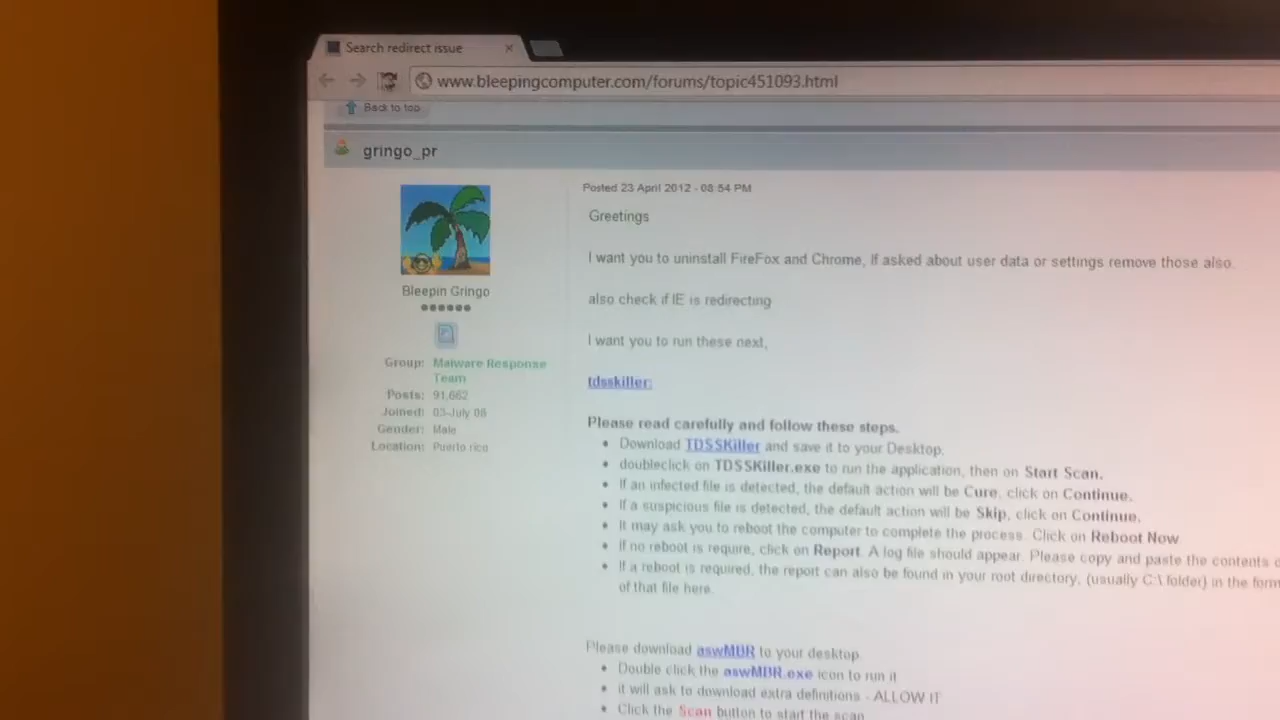 Search redirect issue
www.bleepingcomputer.com/forums/topic451093.html
Back to top
gringo_pr
Bleepin Gringo
Group: Malware Response Team
Posts: 91,662
Joined: 03-July 08
Gender: Male
Location: Puerto rico
Posted 23 April 2012 - 08:54 PM
Greetings
I want you to uninstall FireFox and Chrome, If asked about user data or settings remove those also.
also check if IE is redirecting
I want you to run these next,
tdsskiller:
Please read carefully and follow these steps.
Download TDSSKiller and save it to your Desktop.
doubleclick on TDSSKiller.exe to run the application, then on Start Scan.
If an infected file is detected, the default action will be Cure, click on Continue.
If a suspicious file is detected, the default action will be Skip, click on Continue.
It may ask you to reboot the computer to complete the process. Click on Reboot Now
If no reboot is require, click on Report. A log file should appear. Please copy and paste the contents
If a reboot is required, the report can also be found in your root directory, (usually C:\ folder) in the form
of that file here.
Please download aswMBR to your desktop.
Double click the aswMBR.exe icon to run it
it will ask to download extra definitions - ALLOW IT
Click the Scan button to start the scan